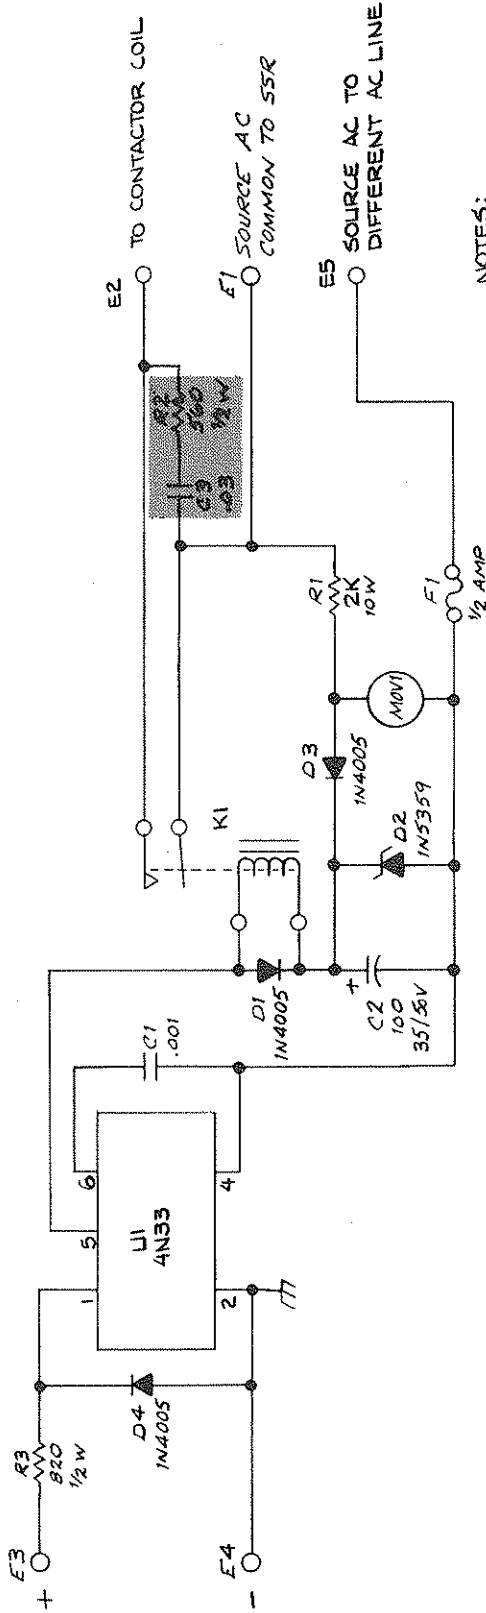 E3
+
R3
820
1/2 W
E4
-
D4
1N4005
1
2
U1
4N33
5
6
4
C1
.001
D1
1N4005
K1
+
C2
100
35/50V
D2
1N5359
D3
1N4005
MOV1
R1
2K
10W
F1
1/2 AMP
C3
.03
R2
560
1/2 W
E2
TO CONTACTOR COIL
E1
SOURCE AC
COMMON TO SSR
E5
SOURCE AC TO
DIFFERENT AC LINE
NOTES: